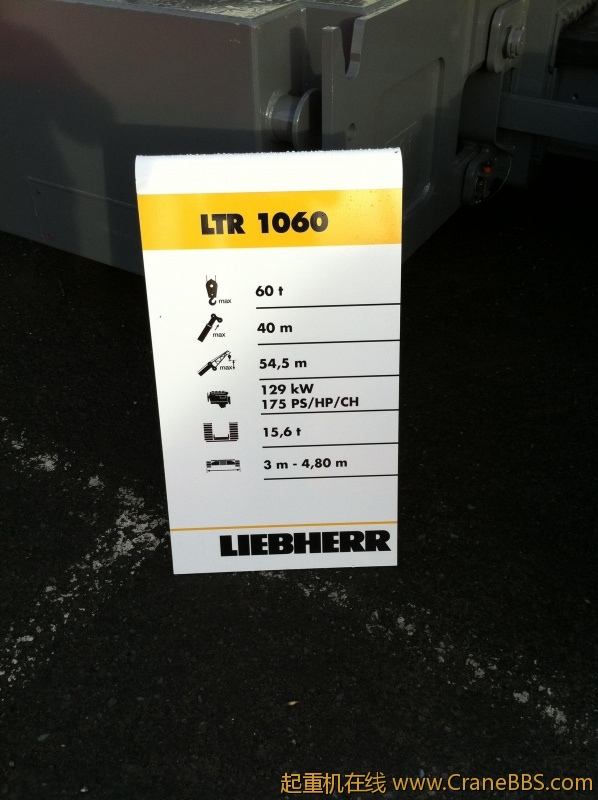 LTR 1060
max 60 t
max 40 m
max 54,5 m
129 kW
175 PS/HP/CH
15,6 t
3 m - 4,80 m
LIEBHERR
起重机在线 www.CraneBBS.com